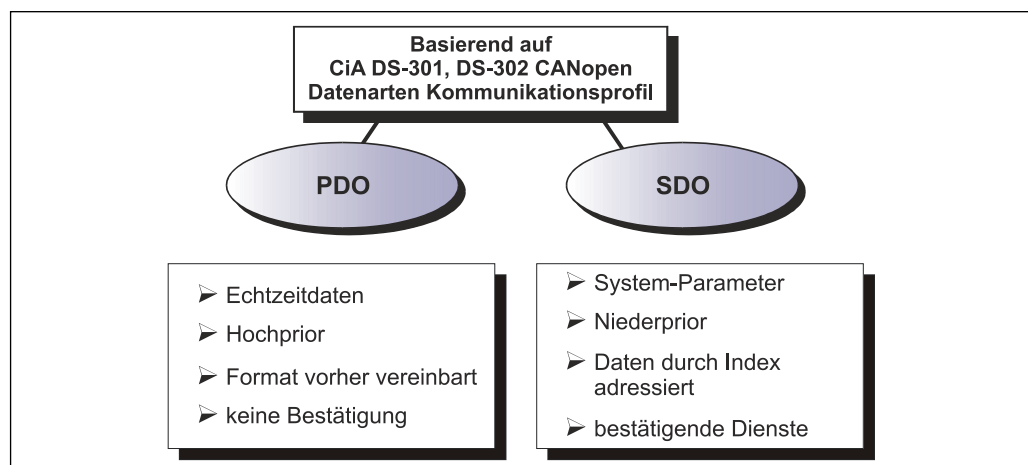 Basierend auf
CiA DS-301, DS-302 CANopen
Datenarten Kommunikationsprofil
PDO
SDO
Echtzeitdaten
Hochprior
Format vorher vereinbart
keine Bestätigung
System-Parameter
Niederprior
Daten durch Index
adressiert
bestätigende Dienste